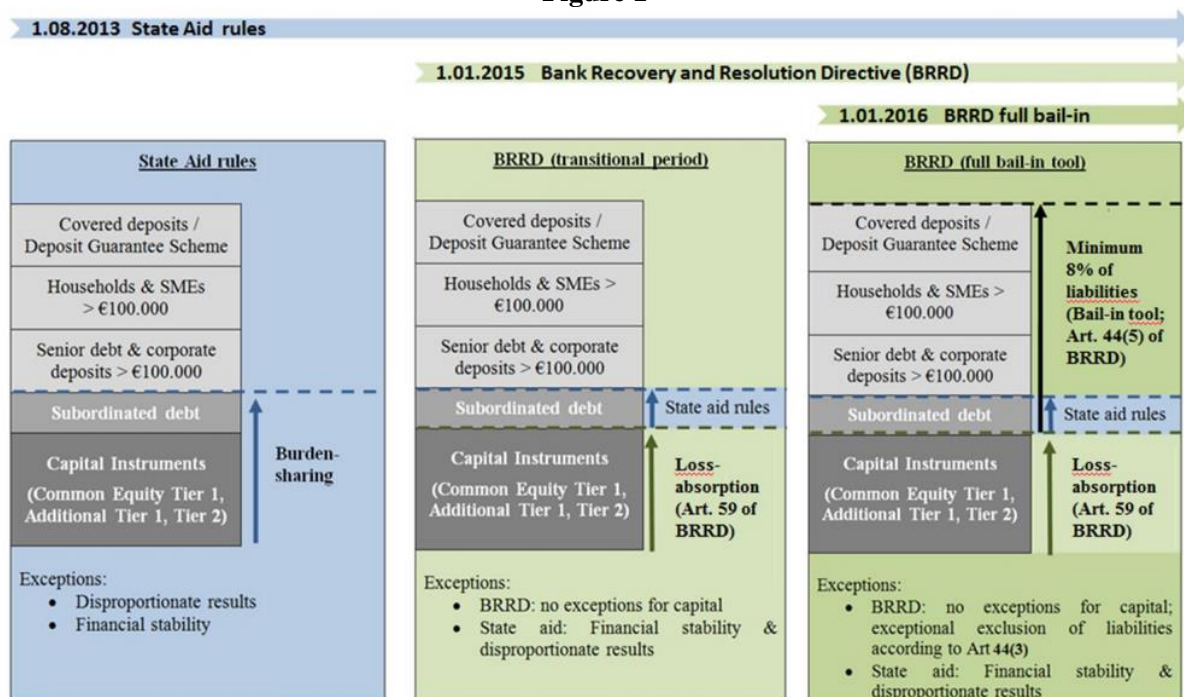 Figure 1
1.08.2013 State Aid rules
1.01.2015 Bank Recovery and Resolution Directive (BRRD)
1.01.2016 BRRD full bail-in
State Aid rules
Covered deposits /
Deposit Guarantee Scheme
Households & SMEs
> €100.000
Senior debt & corporate
deposits > €100.000
Subordinated debt
Capital Instruments
(Common Equity Tier 1,
Additional Tier 1, Tier 2)
Burden-
sharing
Exceptions:
• Disproportionate results
• Financial stability
BRRD (transitional period)
Covered deposits /
Deposit Guarantee Scheme
Households & SMEs >
€100.000
Senior debt & corporate
deposits > €100.000
Subordinated debt
State aid rules
Capital Instruments
(Common Equity Tier 1,
Additional Tier 1, Tier 2)
Loss-
absorption
(Art. 59 of
BRRD)
Exceptions:
• BRRD: no exceptions for capital
• State aid: Financial stability &
disproportionate results
BRRD (full bail-in tool)
Covered deposits /
Deposit Guarantee Scheme
Households & SMEs >
€100.000
Senior debt & corporate
deposits > €100.000
Minimum
8% of
liabilities
(Bail-in tool;
Art. 44(5) of
BRRD)
Subordinated debt
State aid rules
Capital Instruments
(Common Equity Tier 1,
Additional Tier 1, Tier 2)
Loss-
absorption
(Art. 59 of
BRRD)
Exceptions:
• BRRD: no exceptions for capital;
exceptional exclusion of liabilities
according to Art 44(3)
• State aid: Financial stability &
disproportionate results